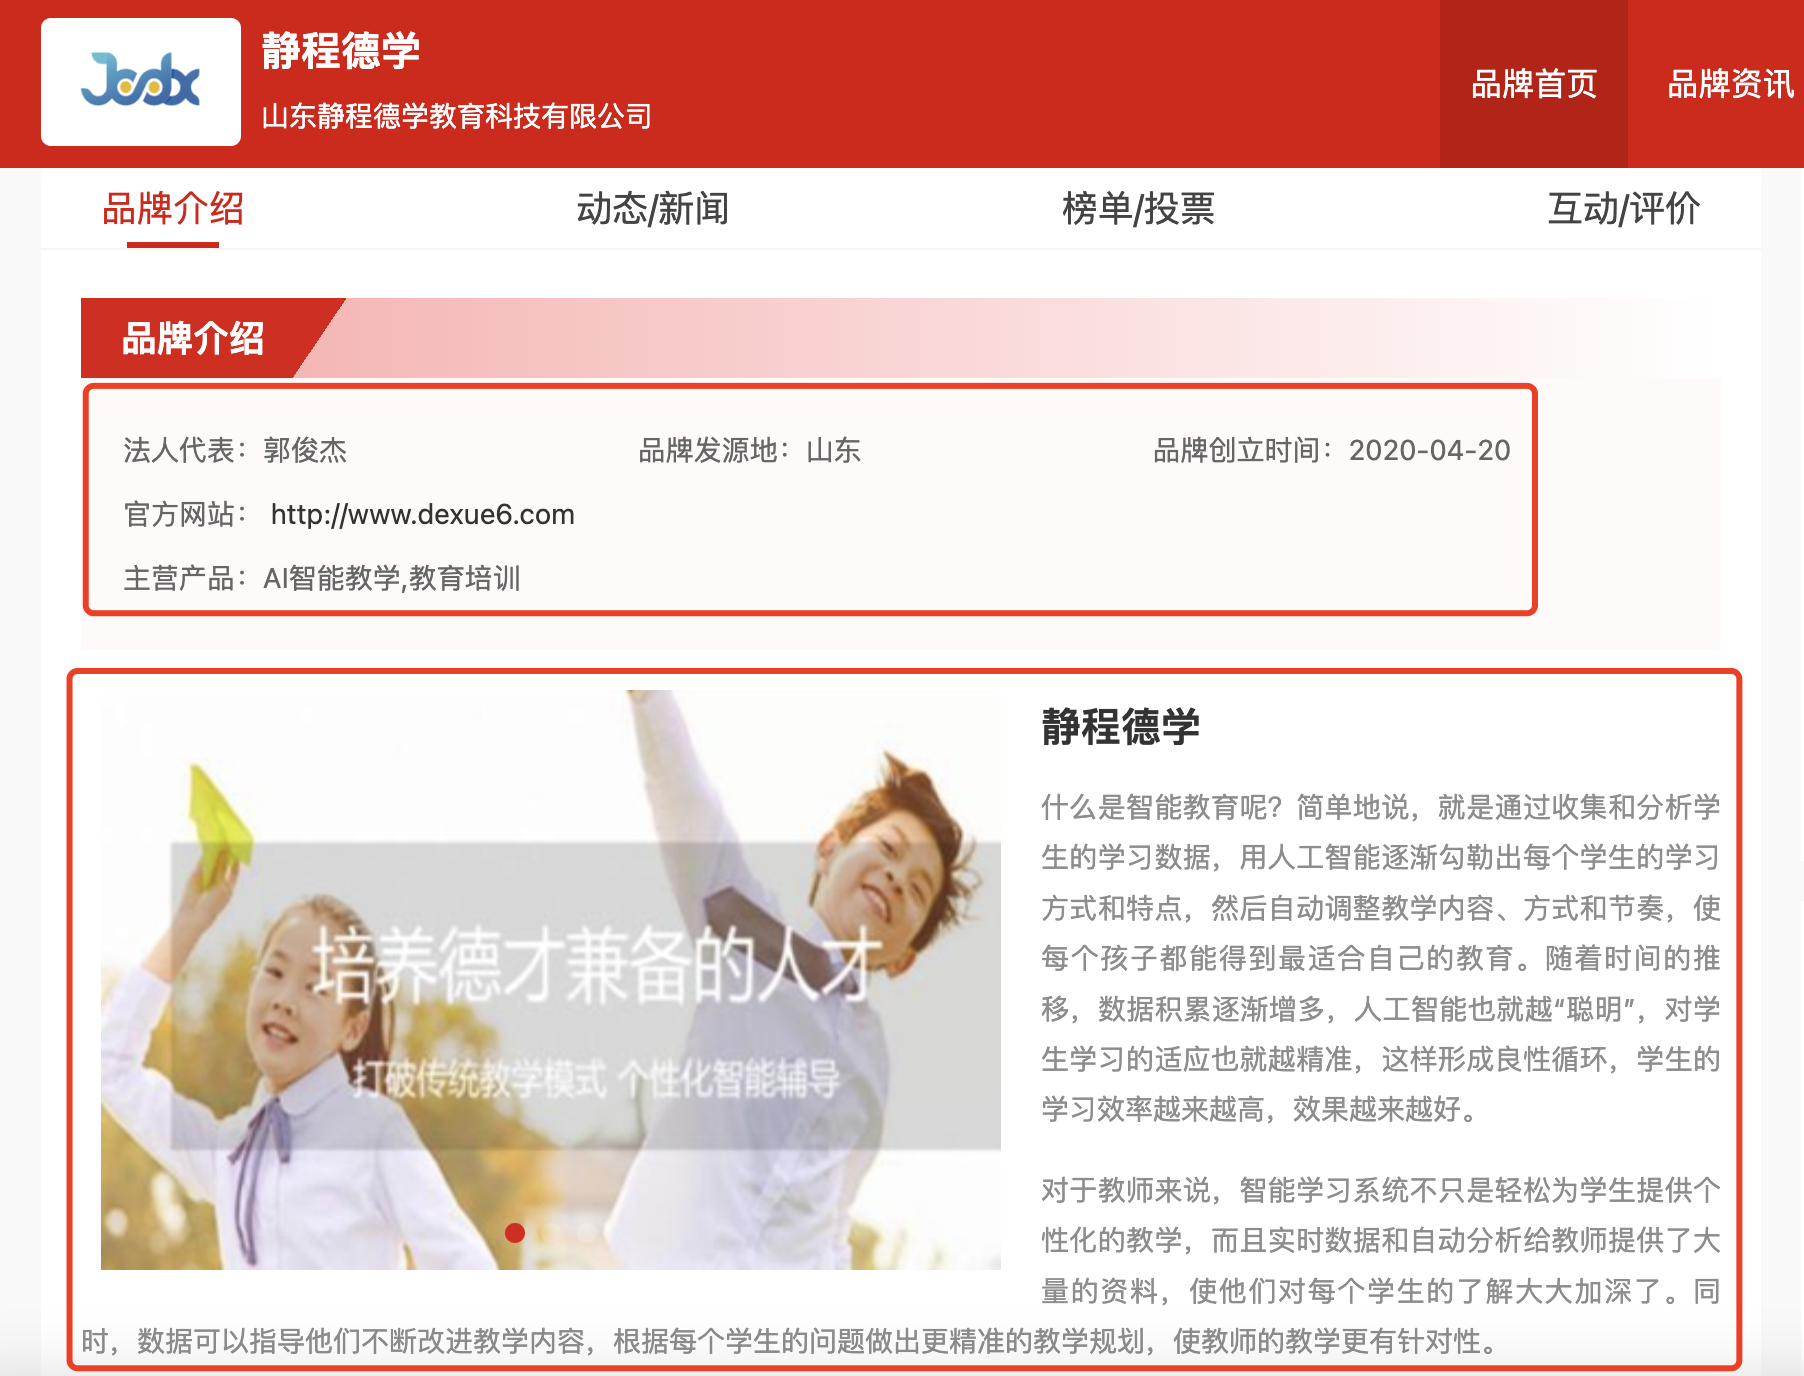 Jcdx
静程德学
山东静程德学教育科技有限公司
品牌首页
品牌资讯
品牌介绍
动态/新闻
榜单/投票
互动/评价
品牌介绍
法人代表：郭俊杰
品牌发源地：山东
品牌创立时间：2020-04-20
官方网站： http://www.dexue6.com
主营产品：AI智能教学,教育培训
培养德才兼备的人才
打破传统教学模式 个性化智能辅导
静程德学
什么是智能教育呢？简单地说，就是通过收集和分析学
生的学习数据，用人工智能逐渐勾勒出每个学生的学习
方式和特点，然后自动调整教学内容、方式和节奏，使
每个孩子都能得到最适合自己的教育。随着时间的推
移，数据积累逐渐增多，人工智能也就越“聪明”，对学
生学习的适应也就越精准，这样形成良性循环，学生的
学习效率越来越高，效果越来越好。
对于教师来说，智能学习系统不只是轻松为学生提供个
性化的教学，而且实时数据和自动分析给教师提供了大
量的资料，使他们对每个学生的了解大大加深了。同
时，数据可以指导他们不断改进教学内容，根据每个学生的问题做出更精准的教学规划，使教师的教学更有针对性。